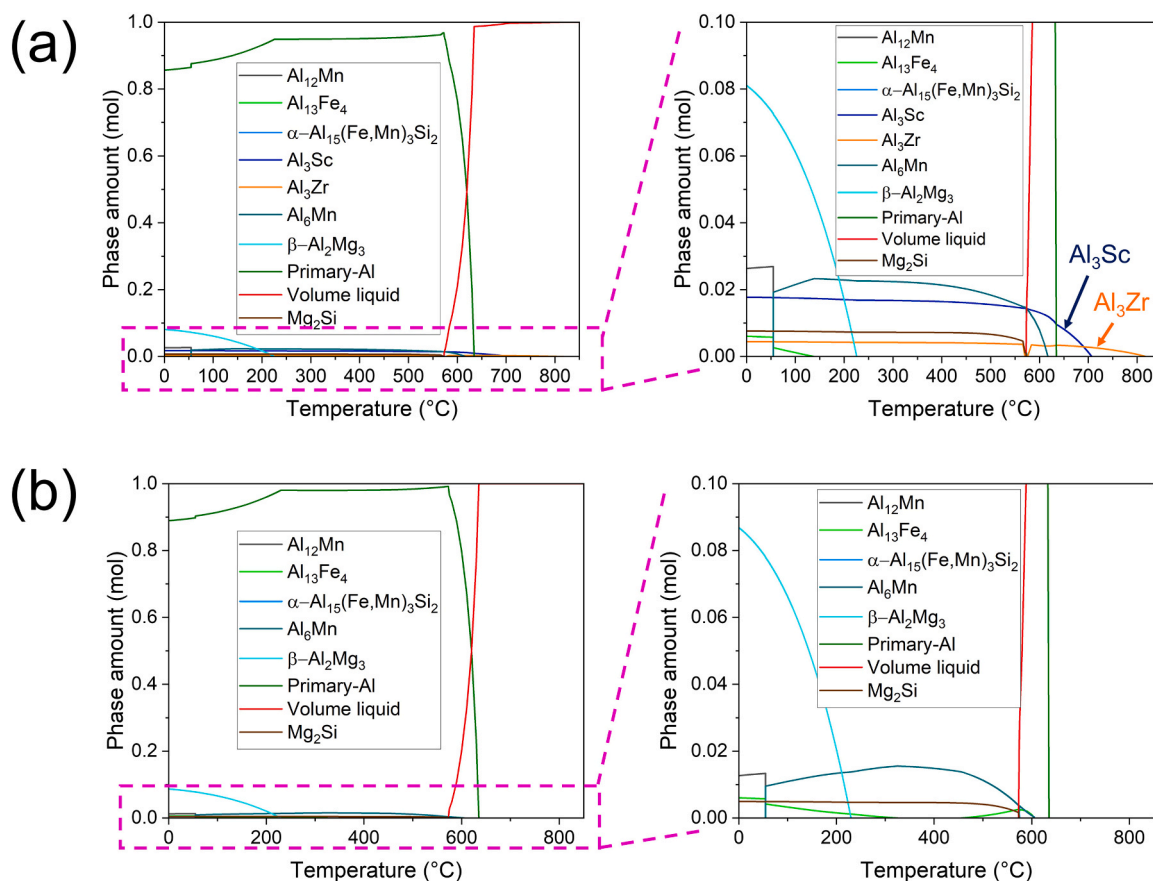 (a)
Phase amount (mol)
1.0
0.8
0.6
0.4
0.2
0.0
Al₁₂Mn
Al₁₃Fe₄
α–Al₁₅(Fe,Mn)₃Si₂
Al₃Sc
Al₃Zr
Al₆Mn
β–Al₂Mg₃
Primary-Al
Volume liquid
Mg₂Si
0 200 400 600 800
Temperature (°C)
Phase amount (mol)
0.10
0.08
0.06
0.04
0.02
0.00
Al₁₂Mn
Al₁₃Fe₄
α–Al₁₅(Fe,Mn)₃Si₂
Al₃Sc
Al₃Zr
Al₆Mn
β–Al₂Mg₃
Primary-Al
Volume liquid
Mg₂Si
Al₃Sc
Al₃Zr
0 100 200 300 400 500 600 700 800
Temperature (°C)
(b)
Phase amount (mol)
1.0
0.8
0.6
0.4
0.2
0.0
Al₁₂Mn
Al₁₃Fe₄
α–Al₁₅(Fe,Mn)₃Si₂
Al₆Mn
β–Al₂Mg₃
Primary-Al
Volume liquid
Mg₂Si
0 200 400 600 800
Temperature (°C)
Phase amount (mol)
0.10
0.08
0.06
0.04
0.02
0.00
Al₁₂Mn
Al₁₃Fe₄
α–Al₁₅(Fe,Mn)₃Si₂
Al₆Mn
β–Al₂Mg₃
Primary-Al
Volume liquid
Mg₂Si
0 200 400 600 800
Temperature (°C)